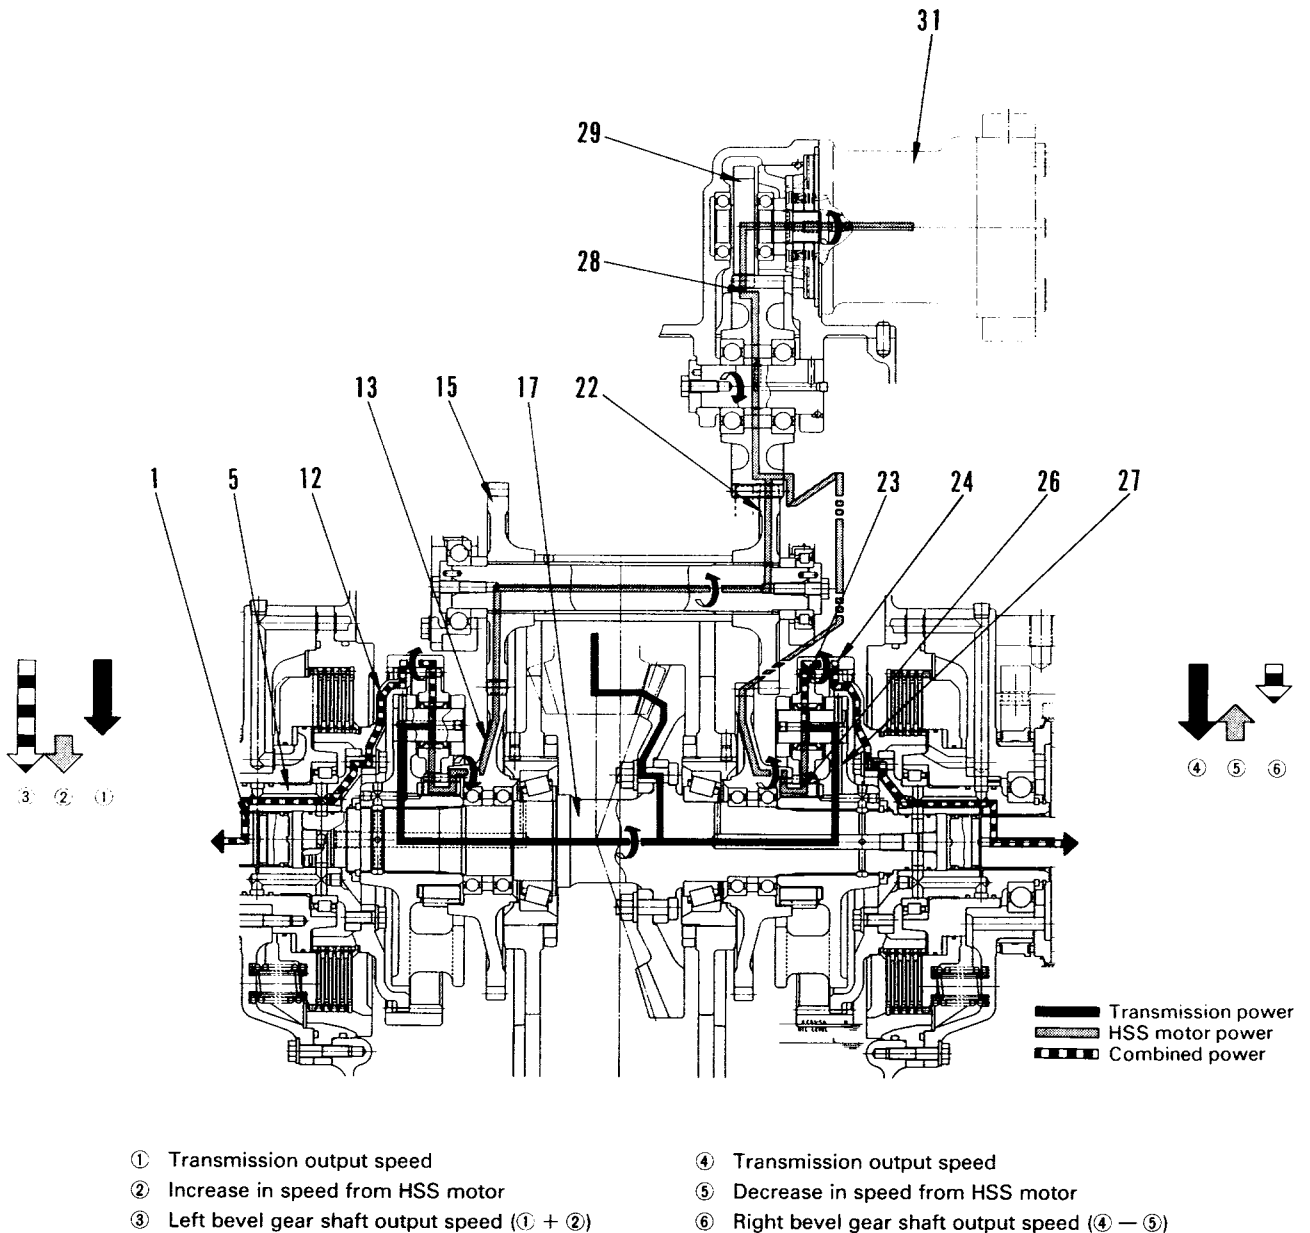 31
29
28
13 15 17 22
1 5 12 23 24 26 27
③ ② ①
④ ⑤ ⑥
Transmission power
HSS motor power
Combined power
① Transmission output speed
② Increase in speed from HSS motor
③ Left bevel gear shaft output speed (① + ②)
④ Transmission output speed
⑤ Decrease in speed from HSS motor
⑥ Right bevel gear shaft output speed (④ — ⑤)